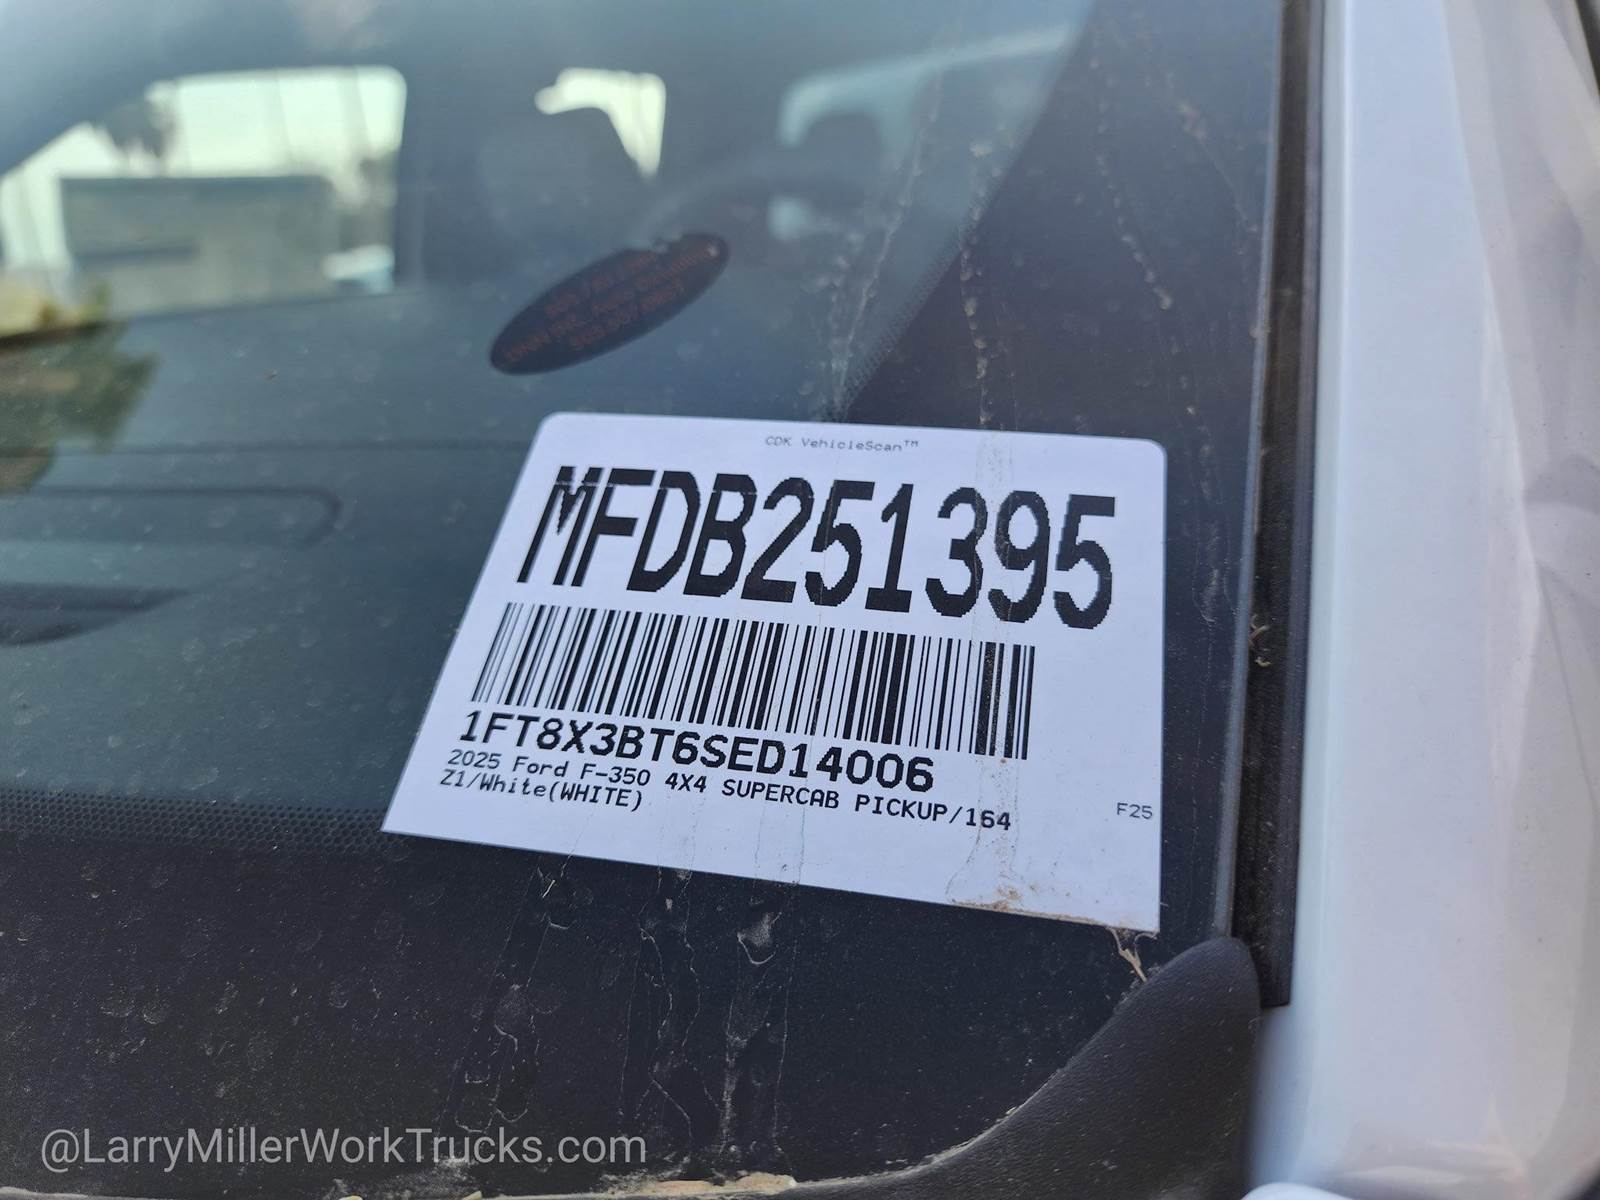 CDK VehicleScan™
MFDB251395
1FT8X3BT6SED14006
2025 Ford F-350 4X4 SUPERCAB PICKUP/164
Z1/White(WHITE)
F25
@LarryMillerWorkTrucks.com